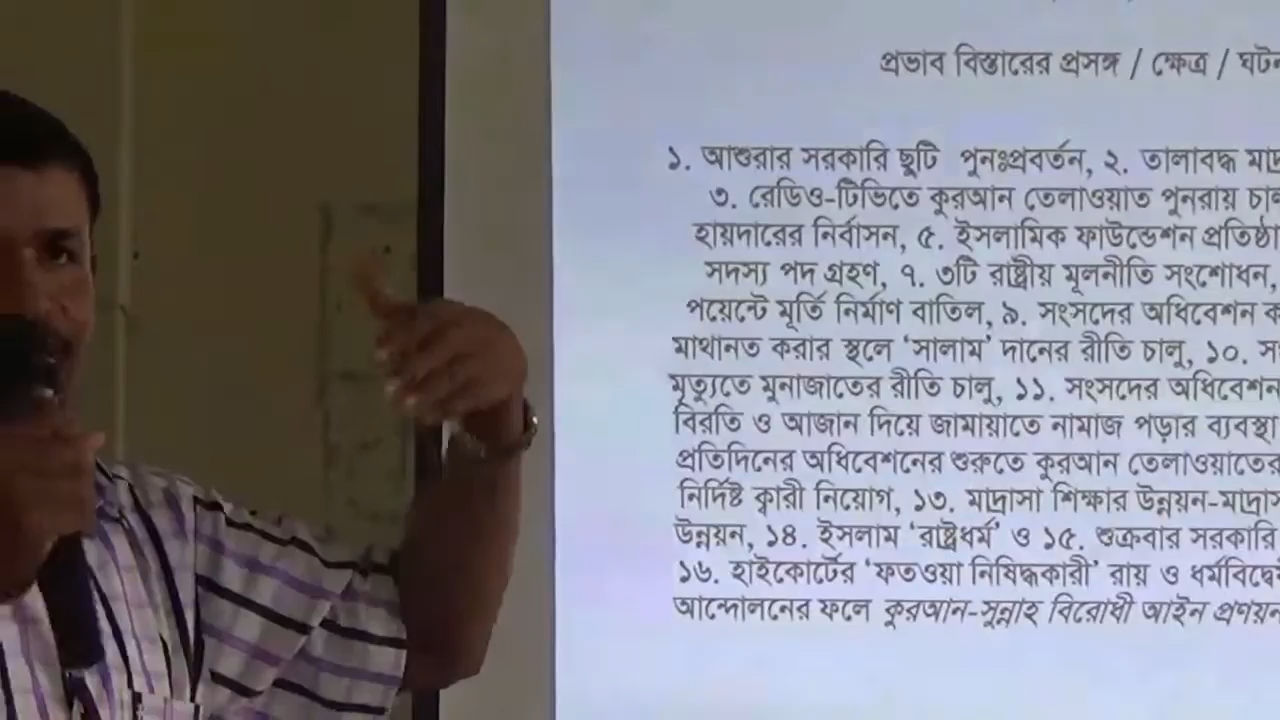 প্রভাব বিস্তারের প্রসঙ্গ / ক্ষেত্র /
১. আশুরার সরকারি ছুটি পুনঃপ্রবর্তন, ২. তালাবদ্ধ
৩. রেডিও-টিভিতে কুরআন তেলাওয়াত পুনরায়
হায়দারের নির্বাসন, ৫. ইসলামিক ফাউন্ডেশন প্রতিষ্ঠা
সদস্য পদ গ্রহণ, ৭. ৩টি রাষ্ট্রীয় মূলনীতি সংশোধন,
পয়েন্টে মূর্তি নির্মাণ বাতিল, ৯. সংসদের অধিবেশন
মাথানত করার স্থলে ‘সালাম’ দানের রীতি চালু, ১০.
মৃত্যুতে মুনাজাতের রীতি চালু, ১১. সংসদের অধিবেশন
বিরতি ও আজান দিয়ে জামায়াতে নামাজ পড়ার ব্যবস্থা
প্রতিদিনের অধিবেশনের শুরুতে কুরআন তেলাওয়াতের
নির্দিষ্ট ক্বারী নিয়োগ, ১৩. মাদ্রাসা শিক্ষার উন্নয়ন-
উন্নয়ন, ১৪. ইসলাম ‘রাষ্ট্রধর্ম’ ও ১৫. শুক্রবার সরকারি
১৬. হাইকোর্টের ‘ফতওয়া নিষিদ্ধকারী’ রায় ও
আন্দোলনের ফলে কুরআন-সুন্নাহ বিরোধী আইন প্রণয়ন